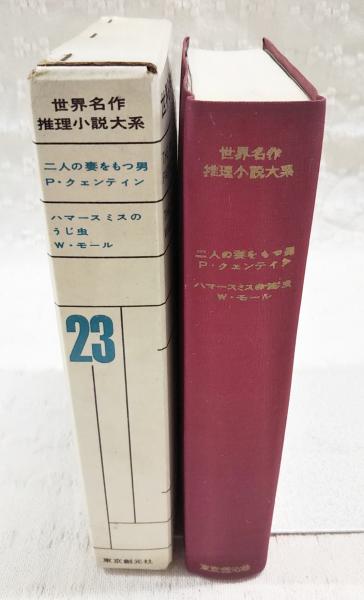 世界名作
推理小説大系
二人の妻をもつ男
P・クェンティン
ハマースミスの
うじ虫
W・モール
23
東京創元社
世界名作
推理小説大系
二人の妻をもつ男
P・クェンティン
ハマースミスのうじ虫
W・モール
東京創元社